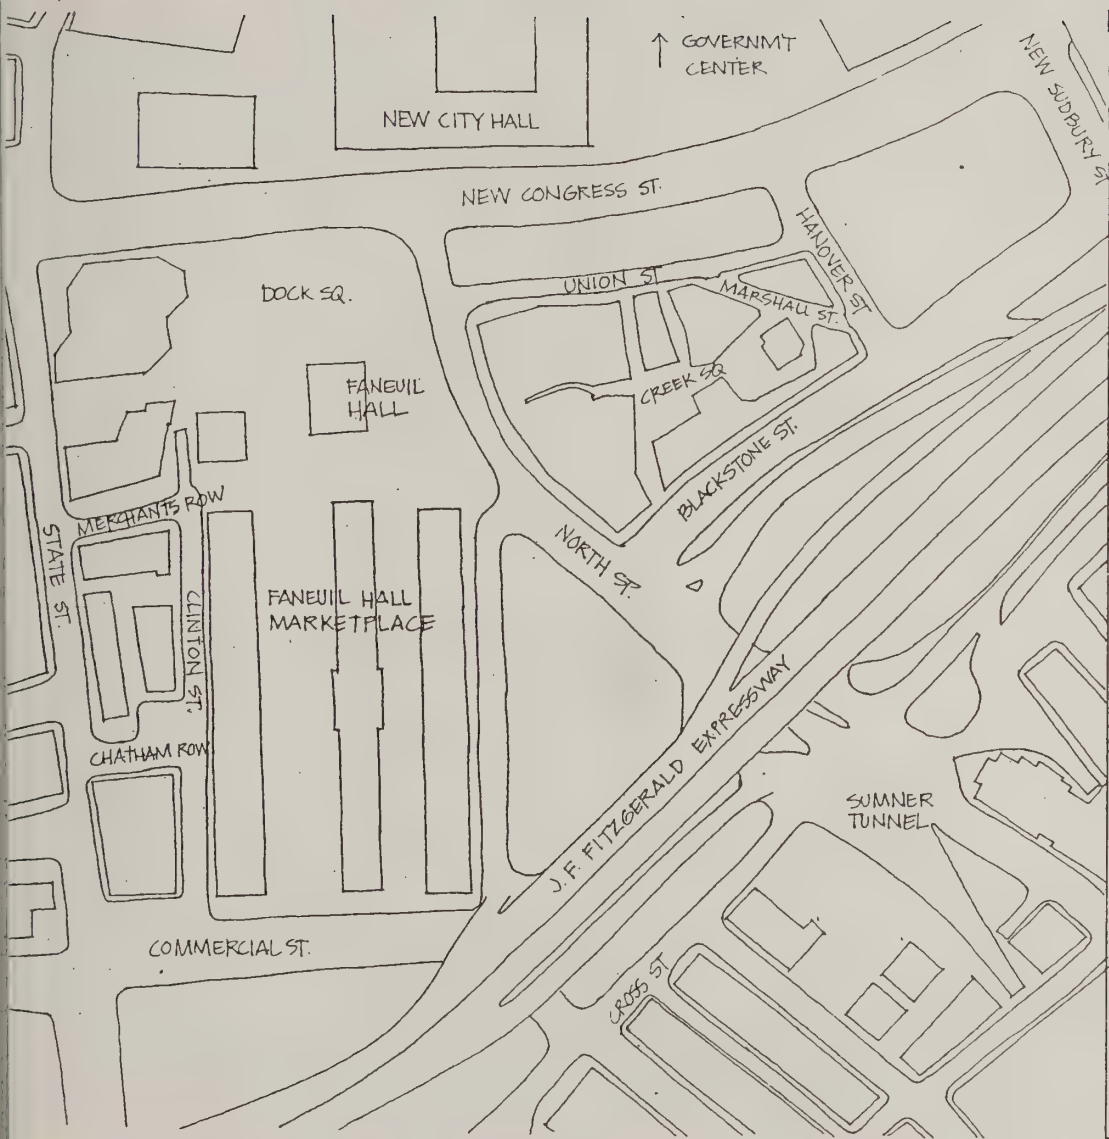 ↑ GOVERNM'T
CENTER
NEW SUDBURY ST
NEW CITY HALL
NEW CONGRESS ST.
HANOVER ST
UNION ST
MARSHALL ST.
DOCK SQ.
CREEK SQ
FANEUIL
HALL
BLACKSTONE ST.
MERCHANTS ROW
STATE ST.
NORTH ST.
CLINTON ST.
FANEUIL HALL
MARKETPLACE
CHATHAM ROW
J.F. FITZGERALD EXPRESSWAY
SUMNER
TUNNEL
COMMERCIAL ST.
CROSS ST